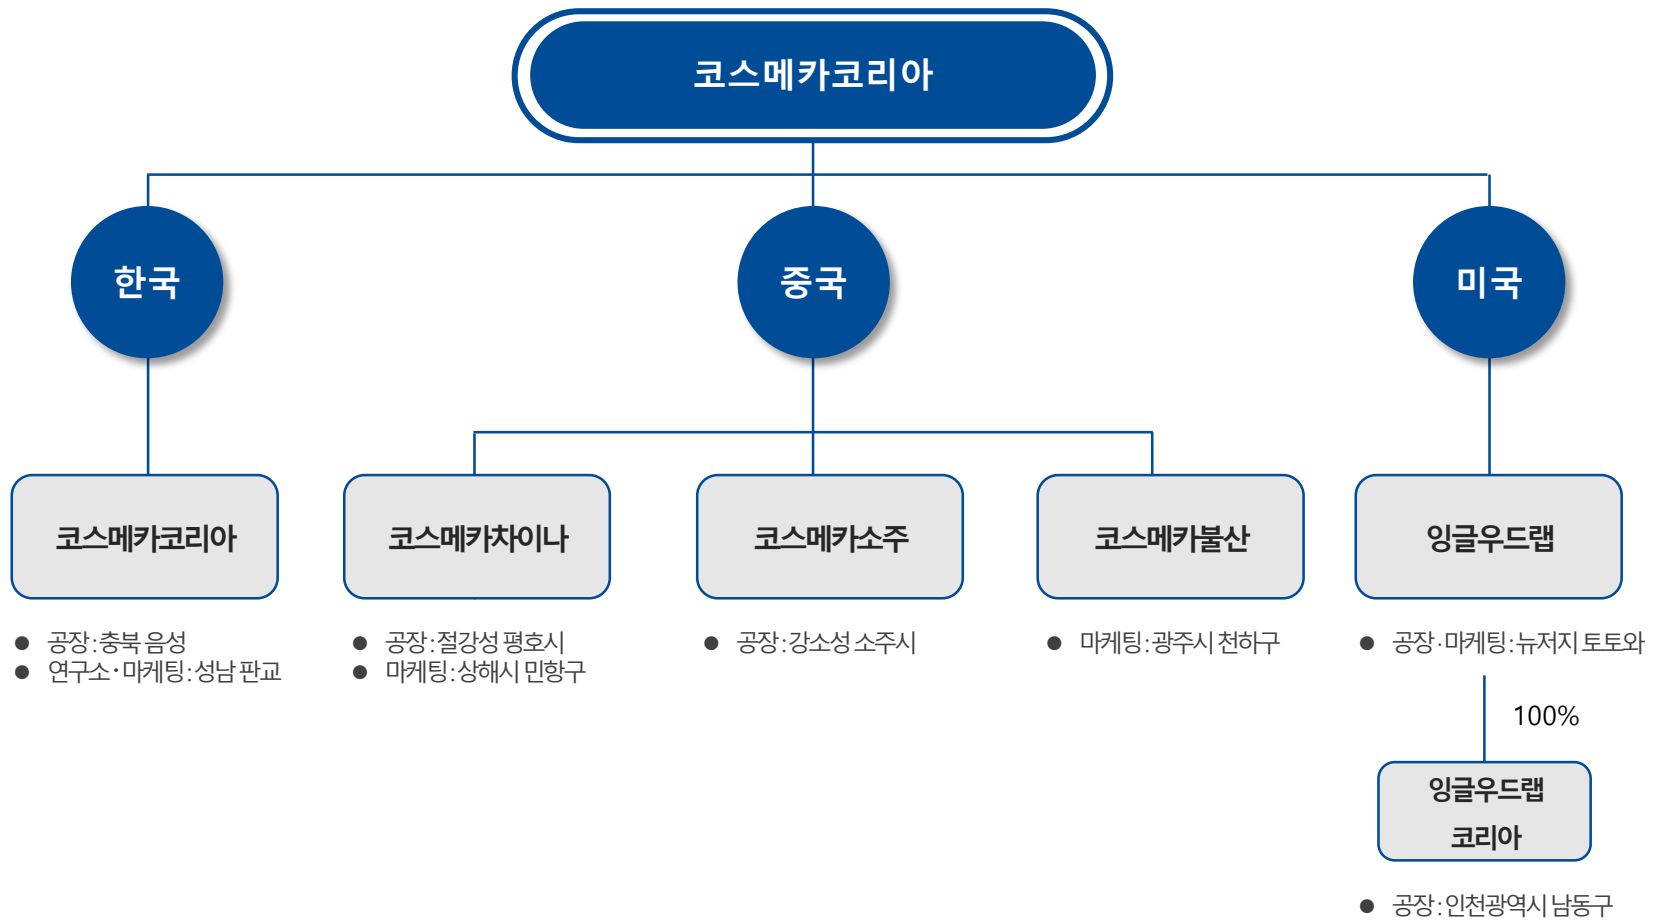 코스메카코리아
한국
중국
미국
코스메카코리아
코스메카차이나
코스메카소주
코스메카불산
잉글우드랩
● 공장:충북 음성
● 연구소·마케팅:성남 판교
● 공장:절강성 평호시
● 마케팅:상해시 민항구
● 공장:강소성 소주시
● 마케팅:광주시 천하구
● 공장·마케팅:뉴저지 토토와
100%
잉글우드랩
코리아
● 공장:인천광역시 남동구